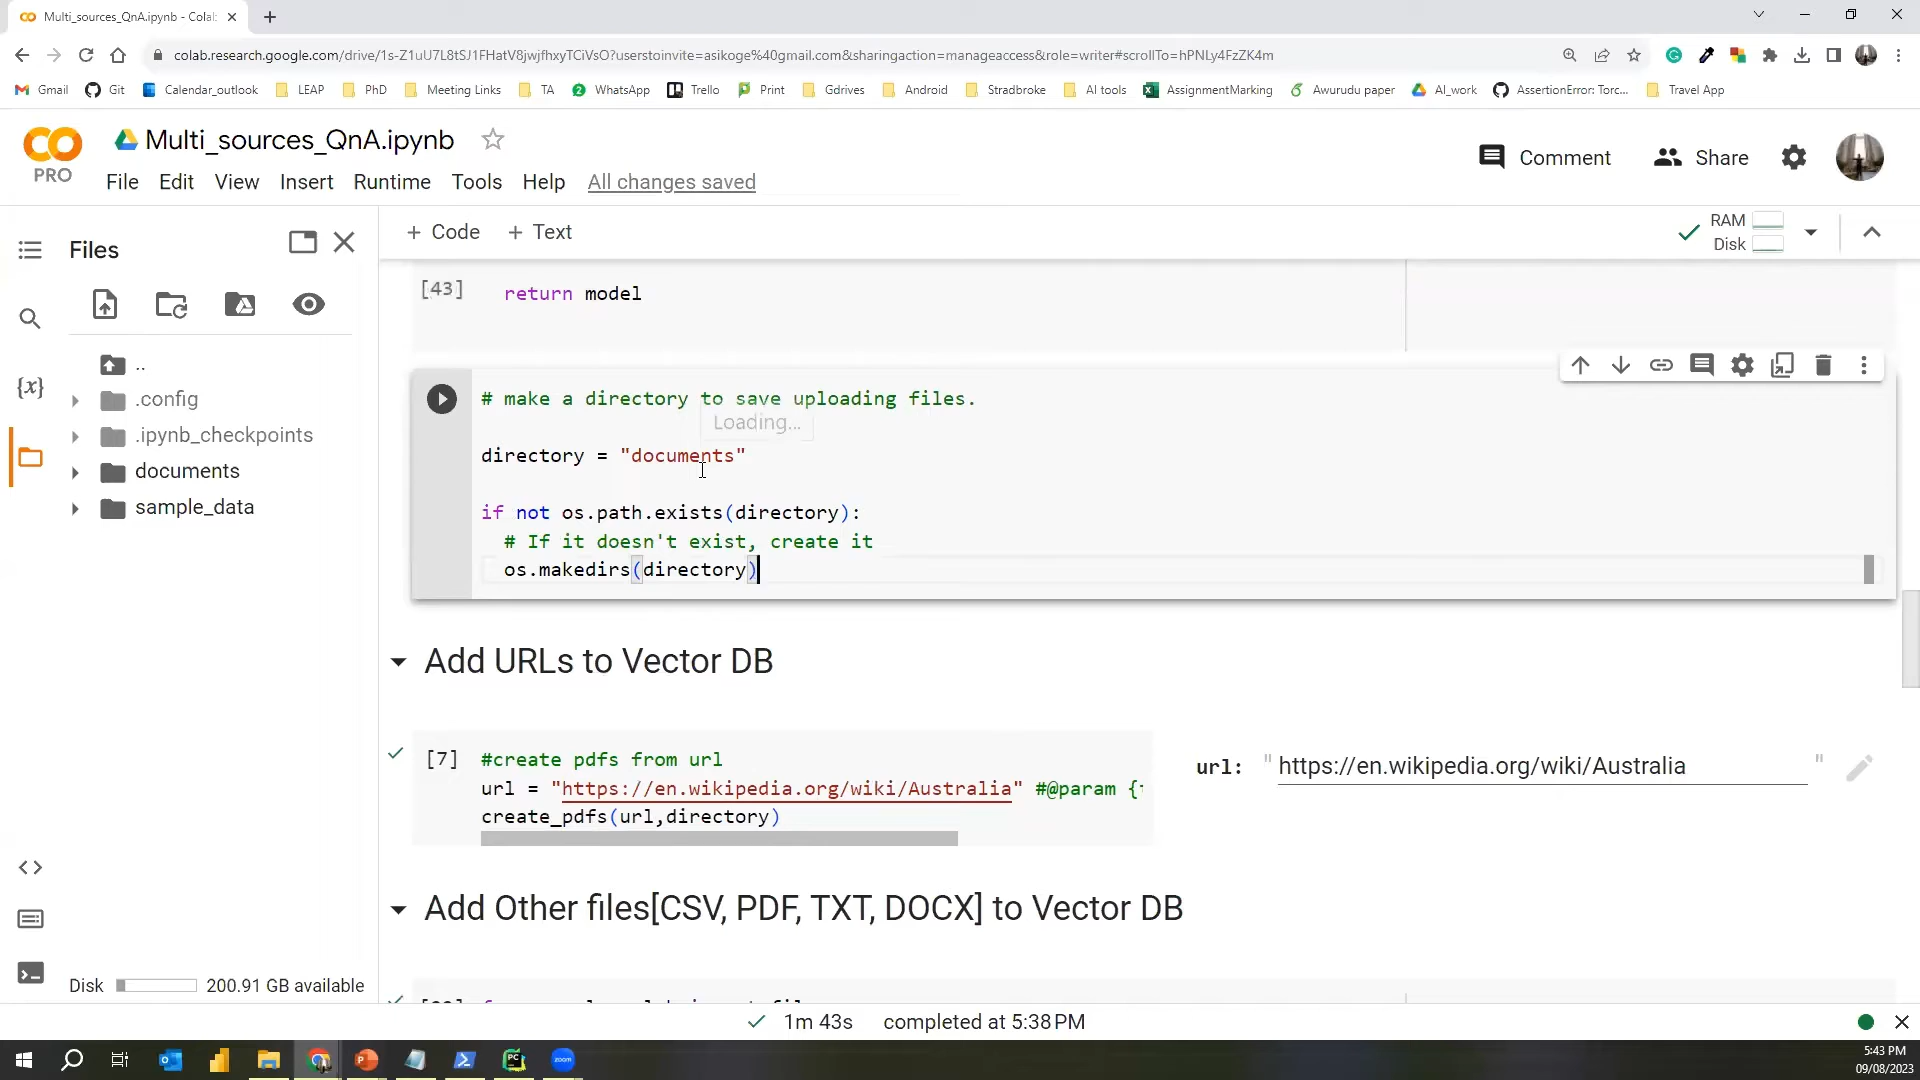 Multi_sources_QnA.ipynb - Colab
colab.research.google.com/drive/1s-Z1uU7L8tSJ1FHatV8jwjfhxyTCiVsO?userstoinvite=asikoge%40gmail.com&sharingaction=manageaccess&role=writer#scrollTo=hPNLy4FzZK4m
Gmail Git Calendar_outlook LEAP PhD Meeting Links TA 2 WhatsApp Trello Print Gdrives Android Stradbroke AI tools AssignmentMarking Awurudu paper AI_work AssertionError: Torc... Travel App
Multi_sources_QnA.ipynb
PRO
File Edit View Insert Runtime Tools Help All changes saved
Comment Share
Files
+ Code + Text
RAM
Disk
..
.config
.ipynb_checkpoints
documents
sample_data
{x}
<>
Disk 200.91 GB available
[43] return model
# make a directory to save uploading files.
Loading...
directory = "documents"
if not os.path.exists(directory):
# If it doesn't exist, create it
os.makedirs(directory)
Add URLs to Vector DB
[7] #create pdfs from url
url = "https://en.wikipedia.org/wiki/Australia" #@param {
create_pdfs(url,directory)
url: "https://en.wikipedia.org/wiki/Australia"
Add Other files[CSV, PDF, TXT, DOCX] to Vector DB
1m 43s completed at 5:38 PM
zoom
5:43 PM
09/08/2023